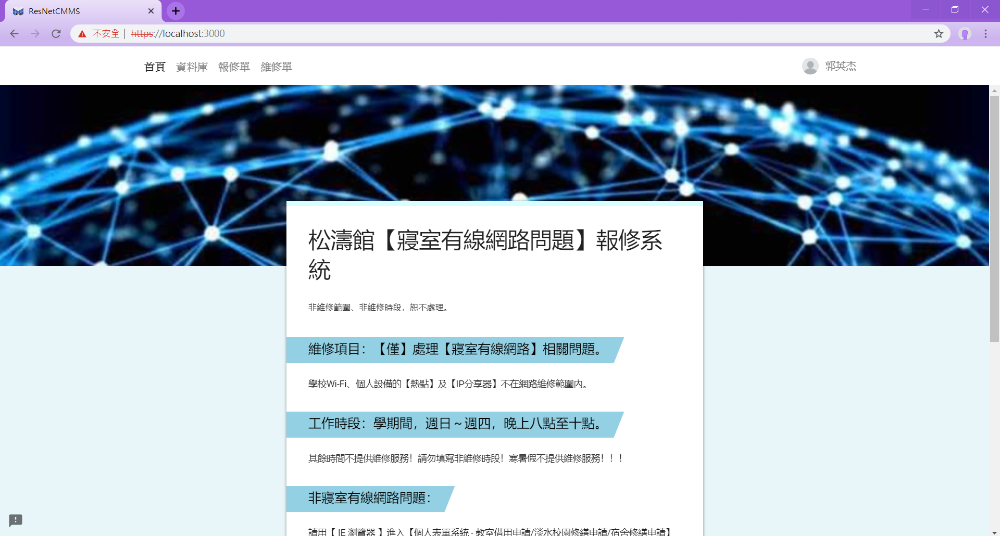 ResNetCMMS
不安全 | https://localhost:3000
首頁 資料庫 報修單 維修單 郭英杰
松濤館【寢室有線網路問題】報修系
統
非維修範圍、非維修時段，恕不處理。
維修項目：【僅】處理【寢室有線網路】相關問題。
學校Wi-Fi、個人設備的【熱點】及【IP分享器】不在網路維修範圍內。
工作時段：學期間，週日～週四，晚上八點至十點。
其餘時間不提供維修服務！請勿填寫非維修時段！寒暑假不提供維修服務！！！
非寢室有線網路問題：
請用【 IE 瀏覽器 】進入【個人表單系統 - 教室借用申請/淡水校園修繕申請/宿舍修繕申請】